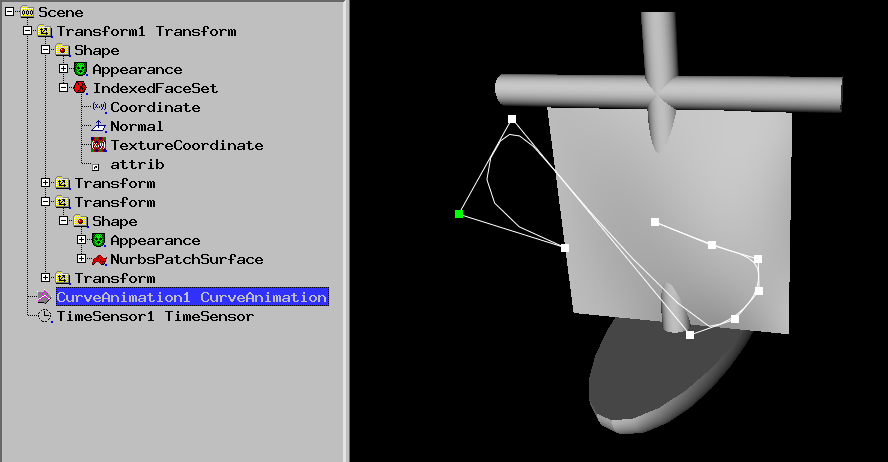 Scene
Transform1 Transform
Shape
Appearance
IndexedFaceSet
Coordinate
Normal
TextureCoordinate
attrib
Transform
Transform
Shape
Appearance
NurbsPatchSurface
Transform
CurveAnimation1 CurveAnimation
TimeSensor1 TimeSensor